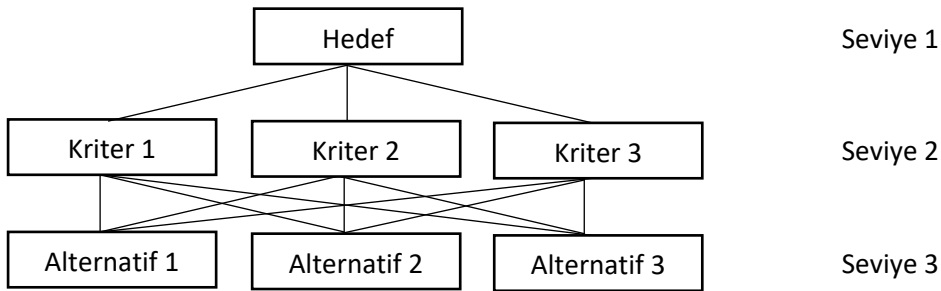 Hedef Seviye 1
Kriter 1 Kriter 2 Kriter 3 Seviye 2
Alternatif 1 Alternatif 2 Alternatif 3 Seviye 3